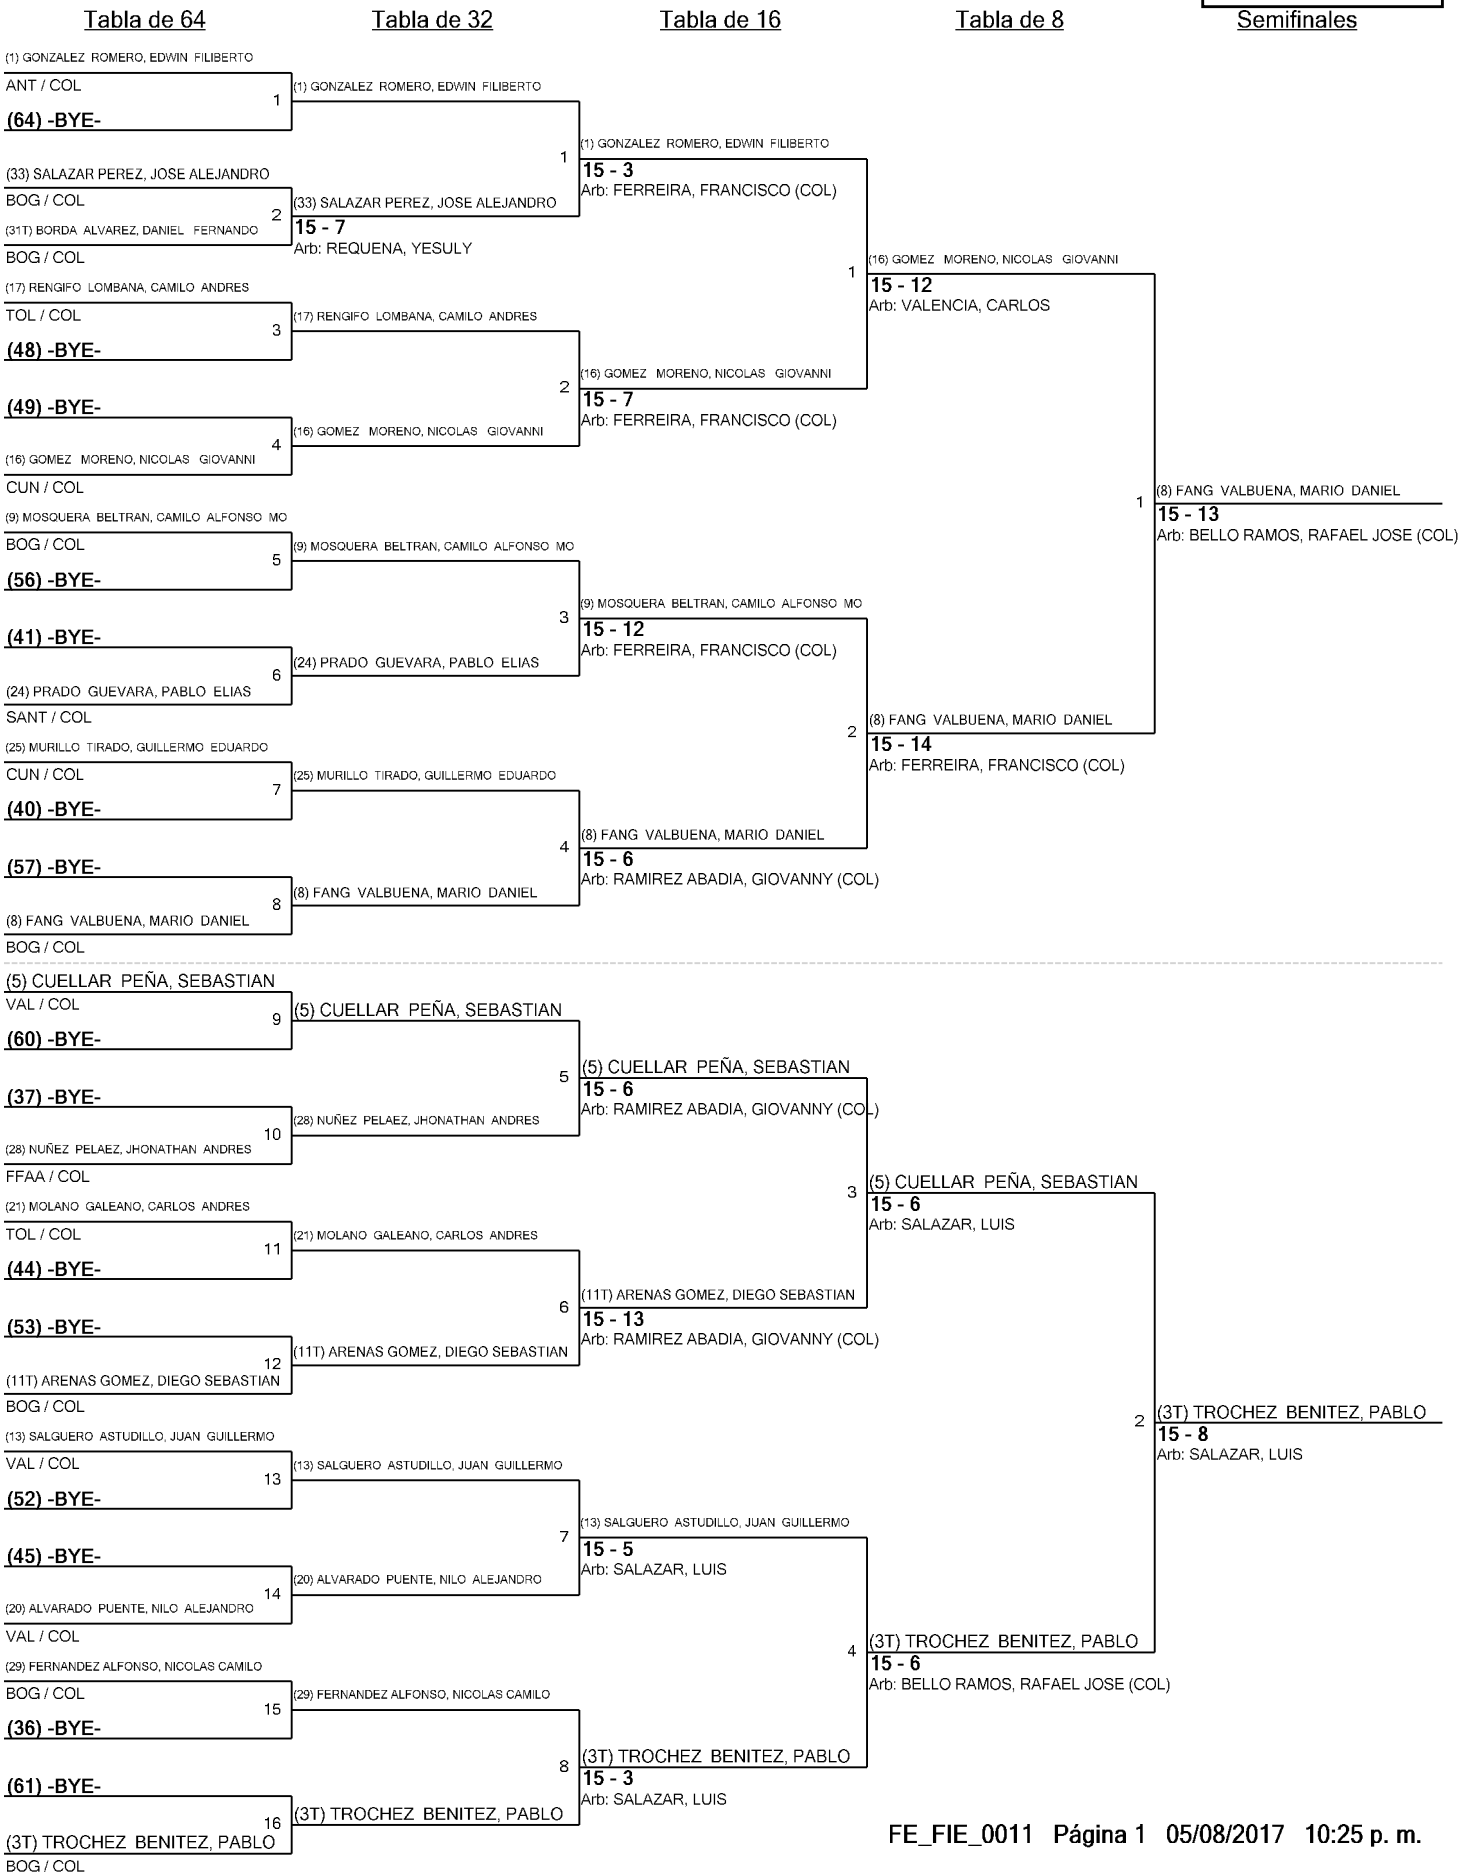 Tabla de 64
Tabla de 32
Tabla de 16
Tabla de 8
Semifinales
(1) GONZALEZ ROMERO, EDWIN FILIBERTO
ANT / COL
1
(64) -BYE-
(33) SALAZAR PEREZ, JOSE ALEJANDRO
BOG / COL
2
(31T) BORDA ALVAREZ, DANIEL FERNANDO
BOG / COL
(17) RENGIFO LOMBANA, CAMILO ANDRES
TOL / COL
3
(48) -BYE-
(49) -BYE-
4
(16) GOMEZ MORENO, NICOLAS GIOVANNI
CUN / COL
(9) MOSQUERA BELTRAN, CAMILO ALFONSO MO
BOG / COL
5
(56) -BYE-
(41) -BYE-
6
(24) PRADO GUEVARA, PABLO ELIAS
SANT / COL
(25) MURILLO TIRADO, GUILLERMO EDUARDO
CUN / COL
7
(40) -BYE-
(57) -BYE-
8
(8) FANG VALBUENA, MARIO DANIEL
BOG / COL
(5) CUELLAR PEÑA, SEBASTIAN
VAL / COL
9
(60) -BYE-
(37) -BYE-
10
(28) NUÑEZ PELAEZ, JHONATHAN ANDRES
FFAA / COL
(21) MOLANO GALEANO, CARLOS ANDRES
TOL / COL
11
(44) -BYE-
(53) -BYE-
12
(11T) ARENAS GOMEZ, DIEGO SEBASTIAN
BOG / COL
(13) SALGUERO ASTUDILLO, JUAN GUILLERMO
VAL / COL
13
(52) -BYE-
(45) -BYE-
14
(20) ALVARADO PUENTE, NILO ALEJANDRO
VAL / COL
(29) FERNANDEZ ALFONSO, NICOLAS CAMILO
BOG / COL
15
(36) -BYE-
(61) -BYE-
16
(3T) TROCHEZ BENITEZ, PABLO
BOG / COL
(1) GONZALEZ ROMERO, EDWIN FILIBERTO
1
(33) SALAZAR PEREZ, JOSE ALEJANDRO
15 - 7
Arb: REQUENA, YESULY
(17) RENGIFO LOMBANA, CAMILO ANDRES
2
(16) GOMEZ MORENO, NICOLAS GIOVANNI
(9) MOSQUERA BELTRAN, CAMILO ALFONSO MO
3
(24) PRADO GUEVARA, PABLO ELIAS
(25) MURILLO TIRADO, GUILLERMO EDUARDO
4
(8) FANG VALBUENA, MARIO DANIEL
(5) CUELLAR PEÑA, SEBASTIAN
5
(28) NUÑEZ PELAEZ, JHONATHAN ANDRES
(21) MOLANO GALEANO, CARLOS ANDRES
6
(11T) ARENAS GOMEZ, DIEGO SEBASTIAN
(13) SALGUERO ASTUDILLO, JUAN GUILLERMO
7
(20) ALVARADO PUENTE, NILO ALEJANDRO
(29) FERNANDEZ ALFONSO, NICOLAS CAMILO
8
(3T) TROCHEZ BENITEZ, PABLO
(1) GONZALEZ ROMERO, EDWIN FILIBERTO
15 - 3
Arb: FERREIRA, FRANCISCO (COL)
1
(16) GOMEZ MORENO, NICOLAS GIOVANNI
15 - 7
Arb: FERREIRA, FRANCISCO (COL)
(9) MOSQUERA BELTRAN, CAMILO ALFONSO MO
15 - 12
Arb: FERREIRA, FRANCISCO (COL)
2
(8) FANG VALBUENA, MARIO DANIEL
15 - 6
Arb: RAMIREZ ABADIA, GIOVANNY (COL)
(5) CUELLAR PEÑA, SEBASTIAN
15 - 6
Arb: RAMIREZ ABADIA, GIOVANNY (COL)
3
(11T) ARENAS GOMEZ, DIEGO SEBASTIAN
15 - 13
Arb: RAMIREZ ABADIA, GIOVANNY (COL)
(13) SALGUERO ASTUDILLO, JUAN GUILLERMO
15 - 5
Arb: SALAZAR, LUIS
4
(3T) TROCHEZ BENITEZ, PABLO
15 - 3
Arb: SALAZAR, LUIS
(16) GOMEZ MORENO, NICOLAS GIOVANNI
15 - 12
Arb: VALENCIA, CARLOS
1
(8) FANG VALBUENA, MARIO DANIEL
15 - 14
Arb: FERREIRA, FRANCISCO (COL)
(5) CUELLAR PEÑA, SEBASTIAN
15 - 6
Arb: SALAZAR, LUIS
2
(3T) TROCHEZ BENITEZ, PABLO
15 - 6
Arb: BELLO RAMOS, RAFAEL JOSE (COL)
(8) FANG VALBUENA, MARIO DANIEL
15 - 13
Arb: BELLO RAMOS, RAFAEL JOSE (COL)
(3T) TROCHEZ BENITEZ, PABLO
15 - 8
Arb: SALAZAR, LUIS
FE_FIE_0011 Página 1 05/08/2017 10:25 p. m.